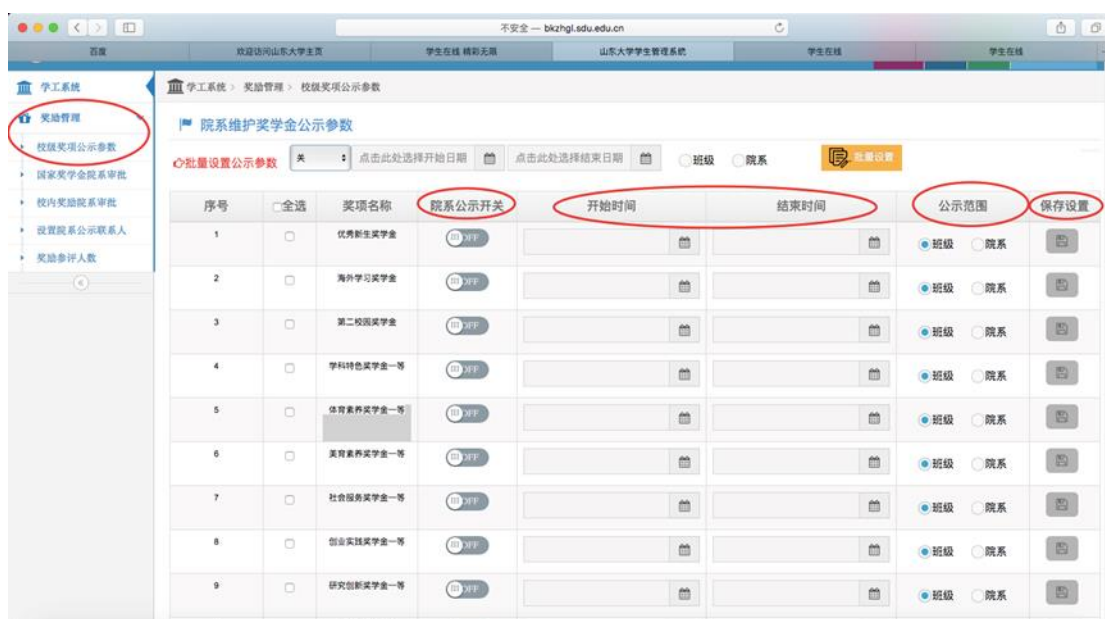 不安全 — bkzhgl.sdu.edu.cn
百度 欢迎访问山东大学主页 学生在线 精彩无限 山东大学学生管理系统 学生在线 学生在线
学工系统
奖励管理
校级奖项公示参数
国家奖学金院系审批
校内奖励院系审批
设置院系公示联系人
奖励参评人数
学工系统 > 奖励管理 > 校级奖项公示参数
院系维护奖学金公示参数
批量设置公示参数 关 点击此处选择开始日期 点击此处选择结束日期 班级 院系 批量设置
序号 全选 奖项名称 院系公示开关 开始时间 结束时间 公示范围 保存设置
1 优秀新生奖学金 OFF 班级 院系
2 海外学习奖学金 OFF 班级 院系
3 第二校园奖学金 OFF 班级 院系
4 学科特色奖学金一等 OFF 班级 院系
5 体育素养奖学金一等 OFF 班级 院系
6 美育素养奖学金一等 OFF 班级 院系
7 社会服务奖学金一等 OFF 班级 院系
8 创业实践奖学金一等 OFF 班级 院系
9 研究创新奖学金一等 OFF 班级 院系